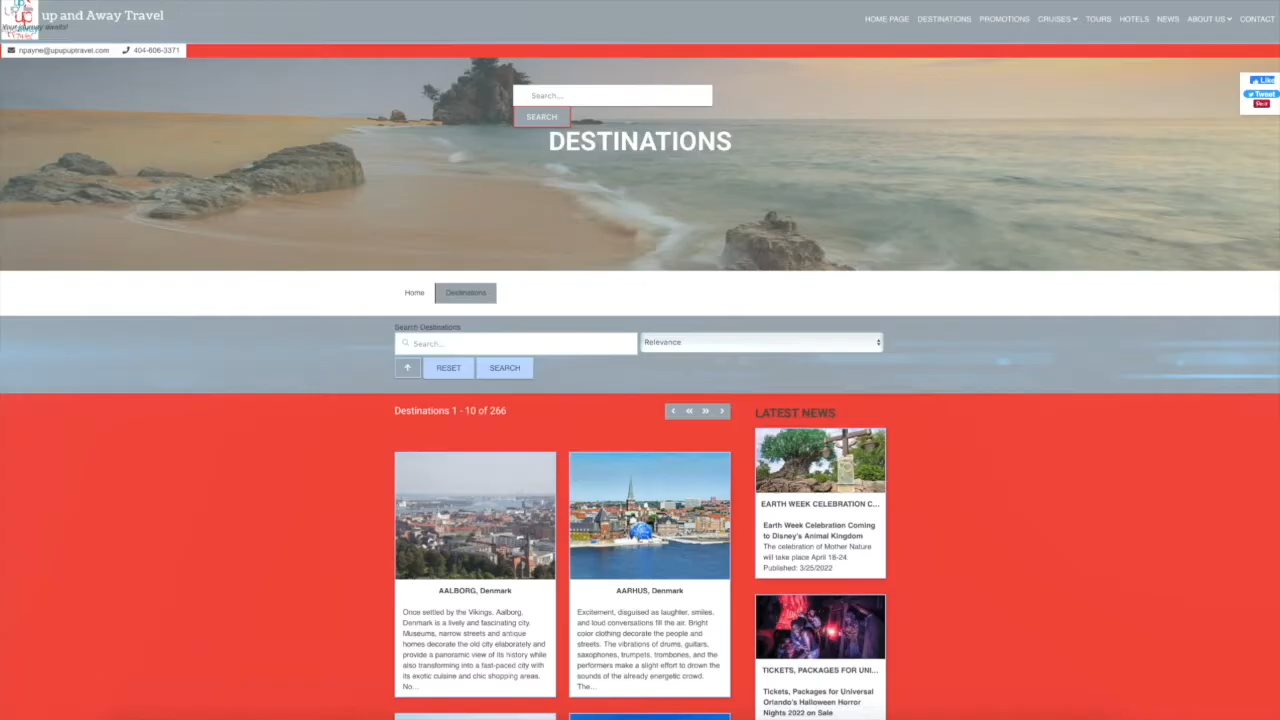 up and Away Travel
Your journey awaits!
HOME PAGE DESTINATIONS PROMOTIONS CRUISES TOURS HOTELS NEWS ABOUT US CONTACT
npayne@upupuptravel.com 404-606-3371
Search...
SEARCH
DESTINATIONS
Like
Tweet
Pin it
Home Destinations
Search Destinations
Search... Relevance
RESET SEARCH
Destinations 1 - 10 of 266
AALBORG, Denmark
Once settled by the Vikings, Aalborg,
Denmark is a lively and fascinating city.
Museums, narrow streets and antique
homes decorate the old city elaborately and
provide a panoramic view of its history while
also transforming into a fast-paced city with
its exotic cuisine and chic shopping areas.
No...
AARHUS, Denmark
Excitement, disguised as laughter, smiles,
and loud conversations fill the air. Bright
color clothing decorate the people and
streets. The vibrations of drums, guitars,
saxophones, trumpets, trombones, and the
performers make a slight effort to drown the
sounds of the already energetic crowd.
The...
LATEST NEWS
EARTH WEEK CELEBRATION C...
Earth Week Celebration Coming
to Disney's Animal Kingdom
The celebration of Mother Nature
will take place April 18-24.
Published: 3/25/2022
TICKETS, PACKAGES FOR UNI...
Tickets, Packages for Universal
Orlando's Halloween Horror
Nights 2022 on Sale